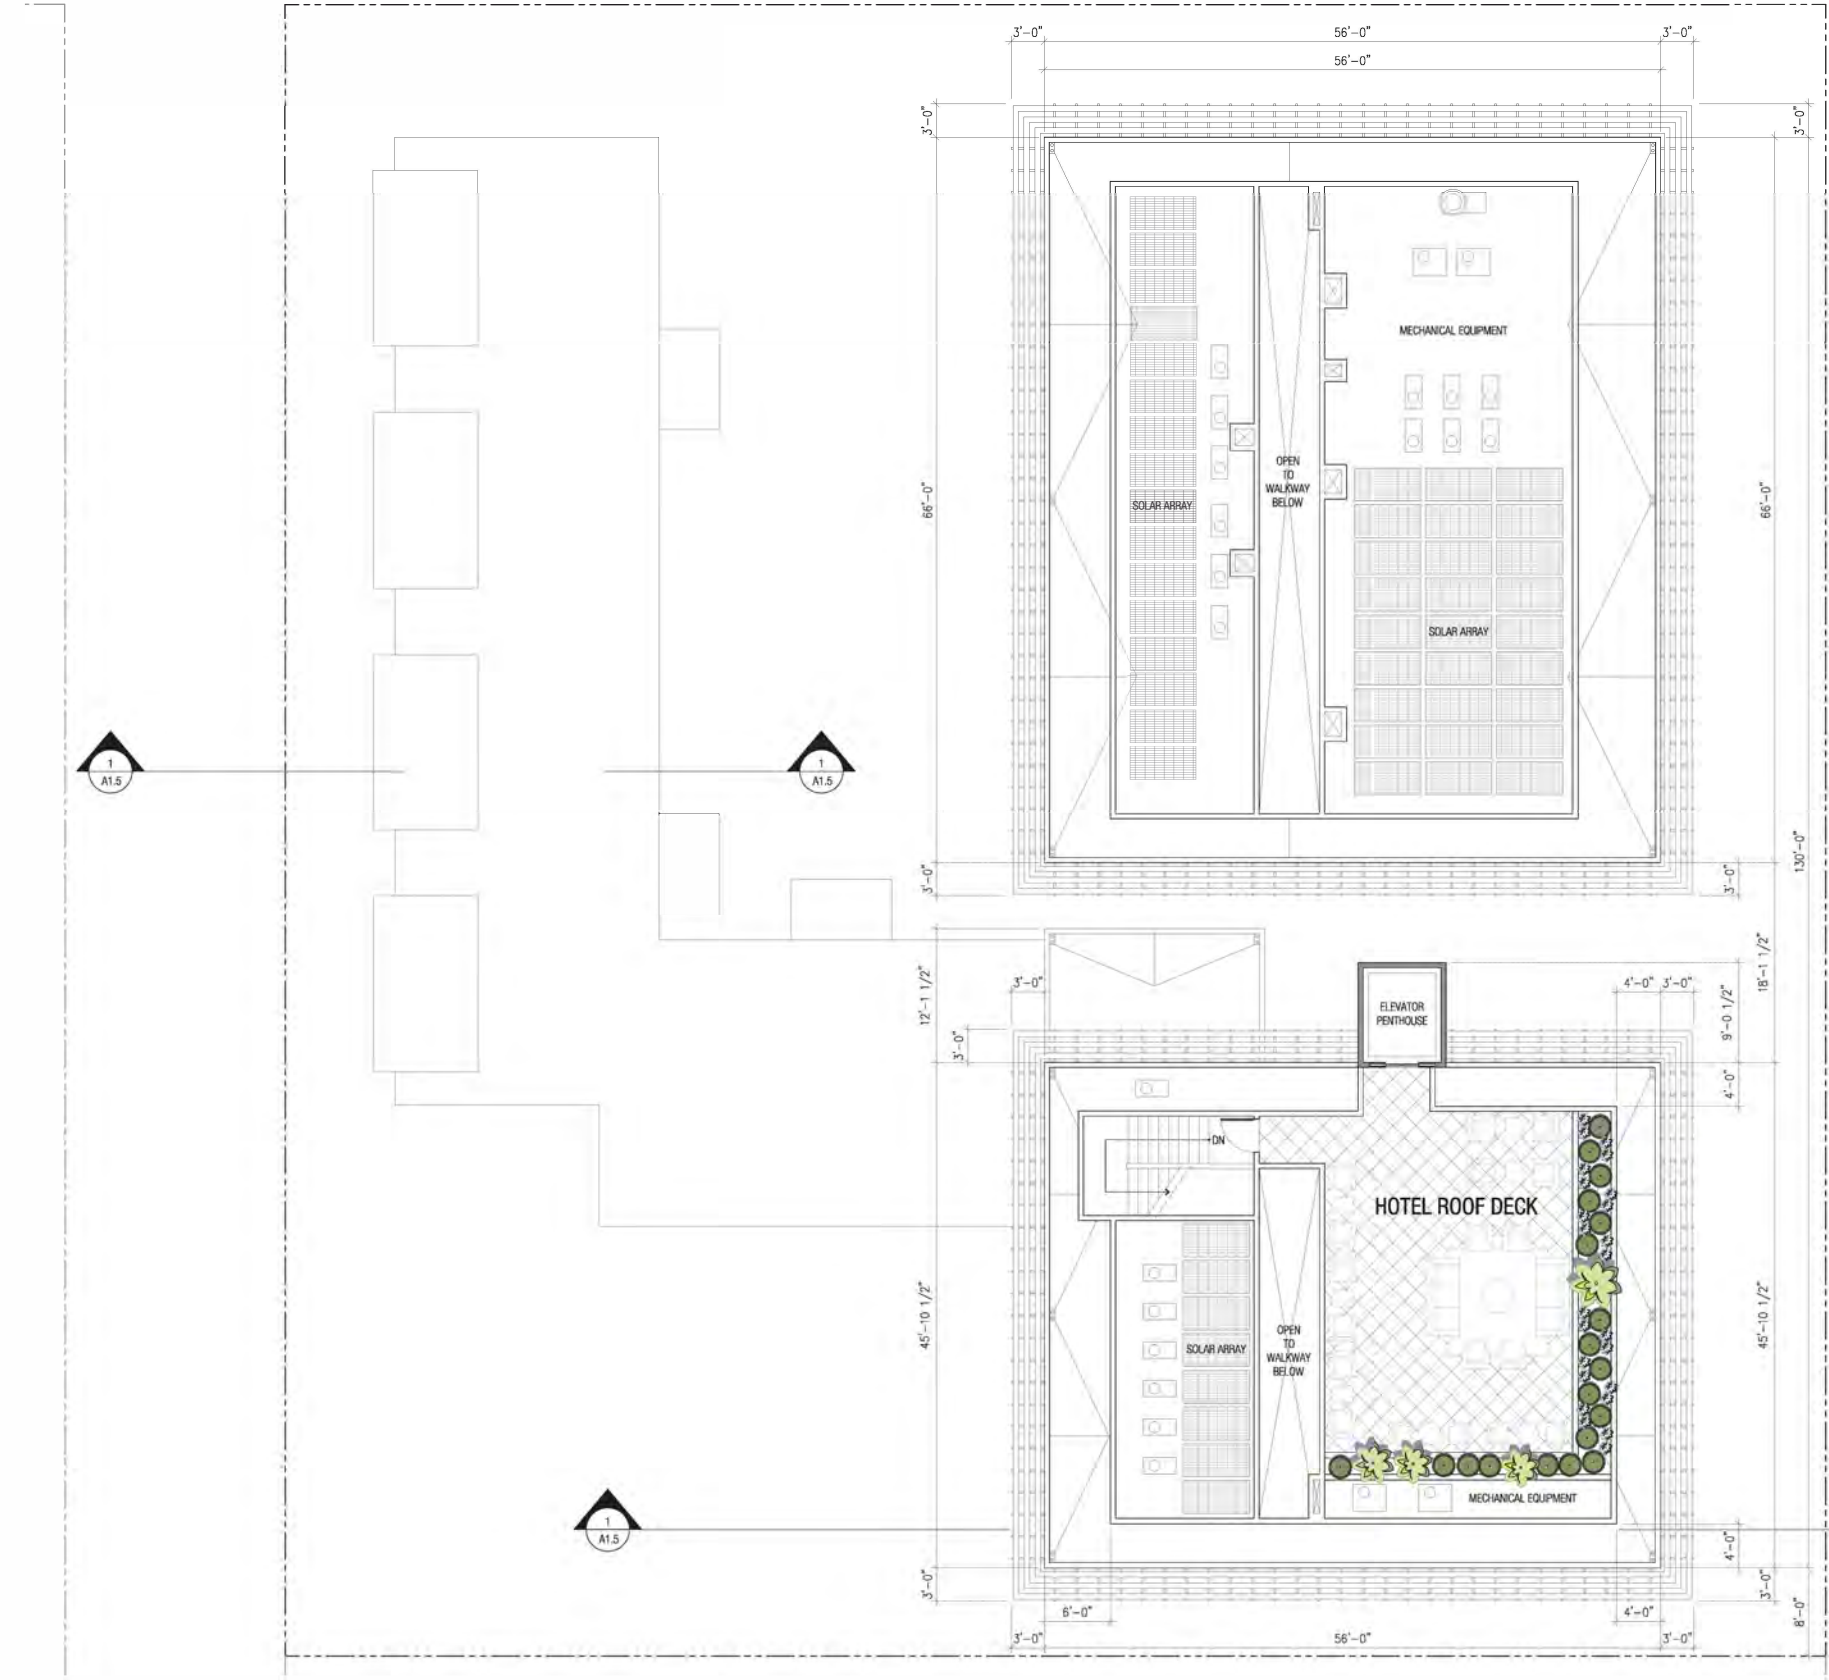 3'-0"
56'-0"
3'-0"
56'-0"
3'-0"
3'-0"
MECHANICAL EQUIPMENT
OPEN
TO
WALKWAY
BELOW
SOLAR ARRAY
66'-0"
66'-0"
SOLAR ARRAY
1
A1.5
1
A1.5
130'-0"
3'-0"
3'-0"
12'-1 1/2"
3'-0"
3'-0"
ELEVATOR
PENTHOUSE
4'-0"
3'-0"
9'-0 1/2"
18'-1 1/2"
4'-0"
DN
HOTEL ROOF DECK
45'-10 1/2"
SOLAR ARRAY
OPEN
TO
WALKWAY
BELOW
45'-10 1/2"
MECHANICAL EQUIPMENT
1
A1.5
4'-0"
3'-0"
3'-0"
6'-0"
4'-0"
3'-0"
56'-0"
3'-0"